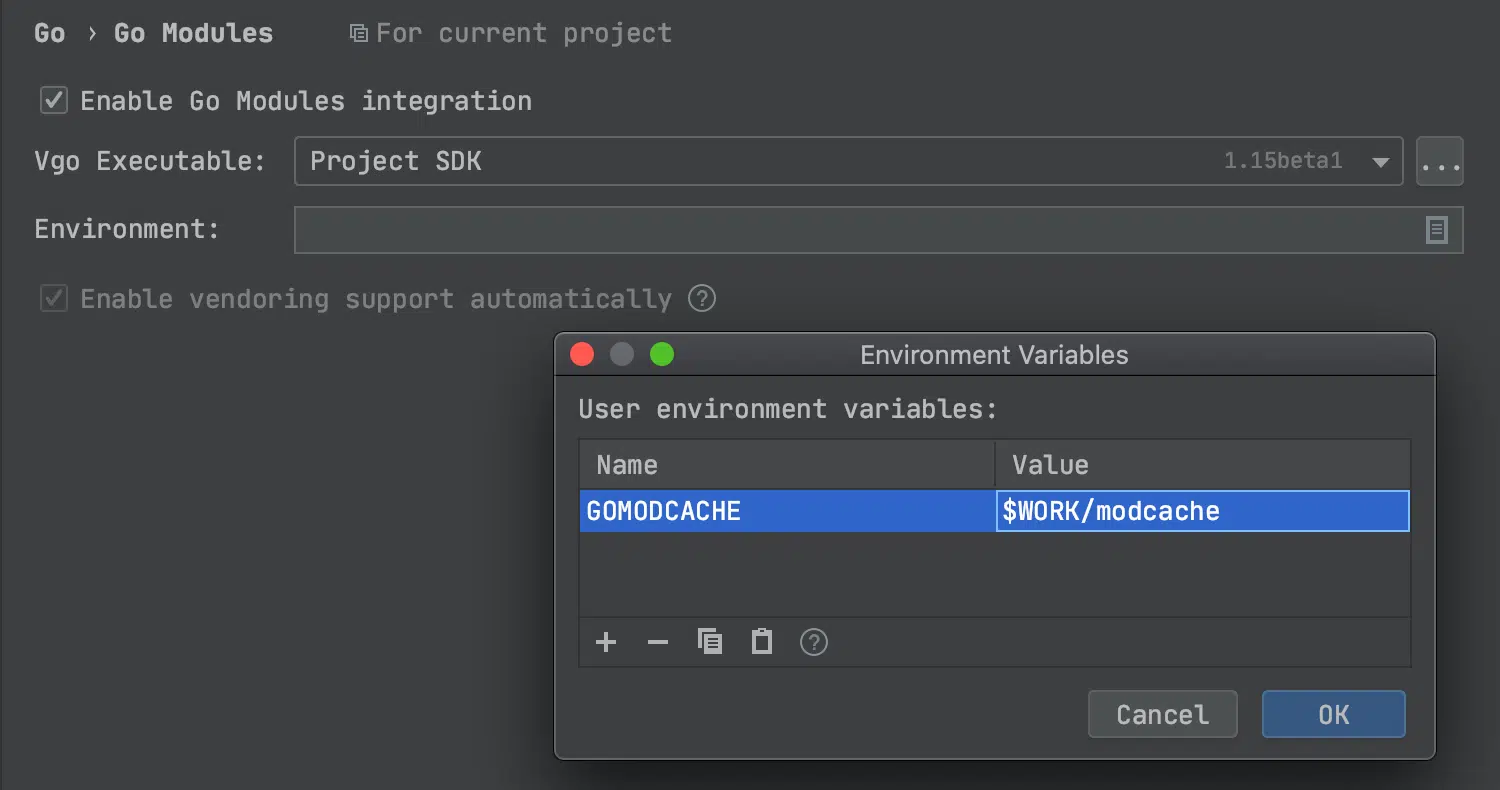 Go › Go Modules For current project
Enable Go Modules integration
Vgo Executable: Project SDK 1.15beta1 ...
Environment:
Enable vendoring support automatically ?
Environment Variables
User environment variables:
Name Value
GOMODCACHE $WORK/modcache
?
Cancel OK